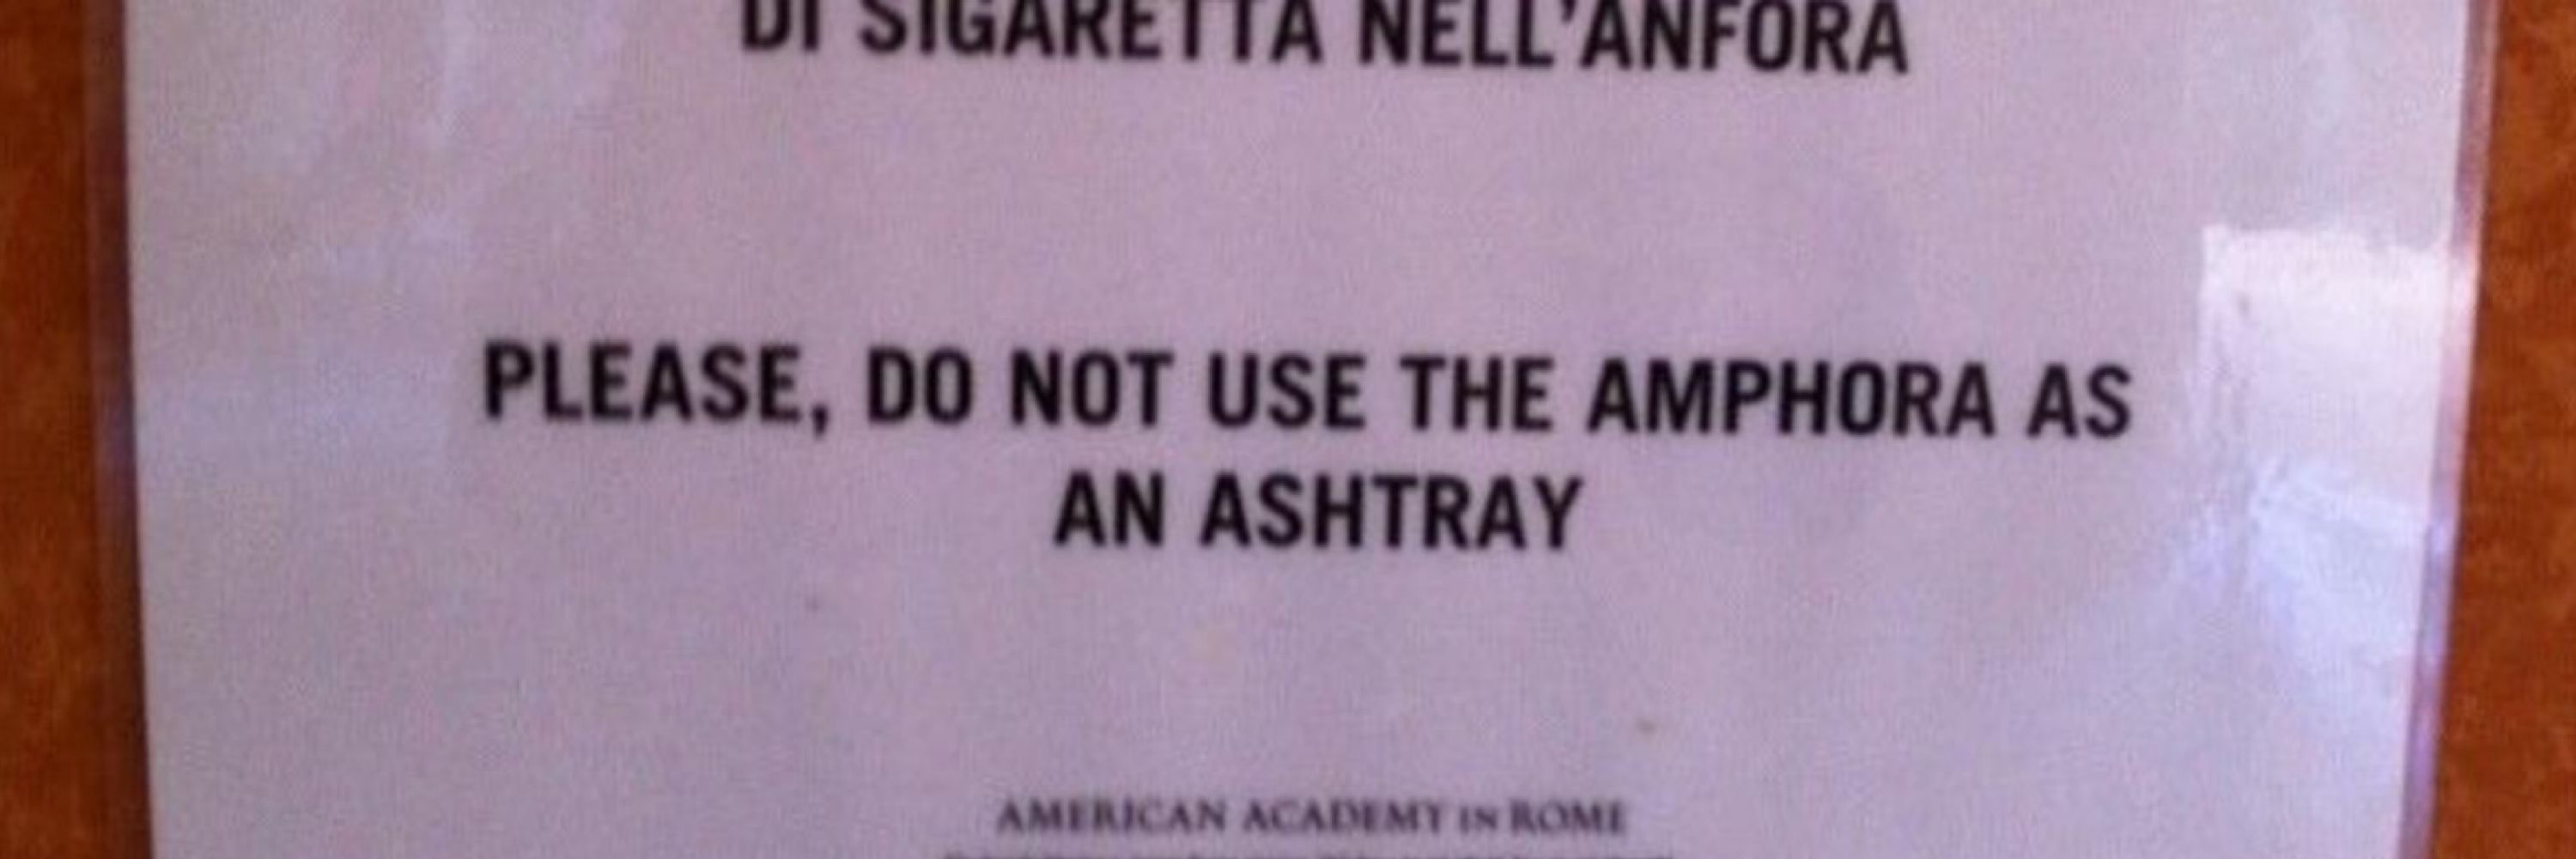 DI SIGARETTA NELL'ANFORA
PLEASE, DO NOT USE THE AMPHORA AS
AN ASHTRAY
AMERICAN ACADEMY IN ROME